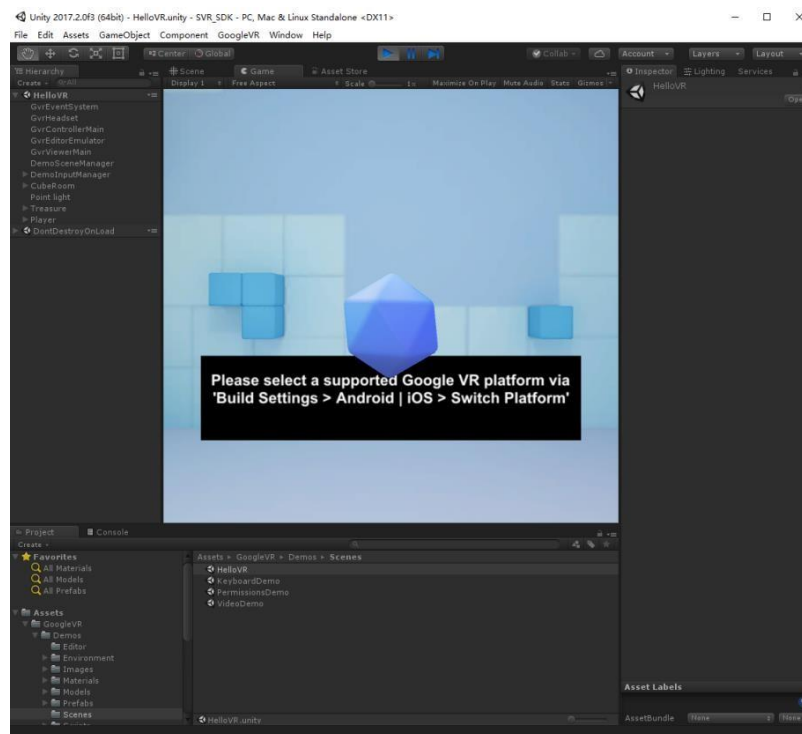 Unity 2017.2.0f3 (64bit) - HelloVR.unity - SVR_SDK - PC, Mac & Linux Standalone <DX11>
File Edit Assets GameObject Component GoogleVR Window Help
Center Global Collab Account Layers Layout
Hierarchy Scene Game Asset Store Inspector Lighting Services
Create All Display 1 Free Aspect Scale 1x Maximize On Play Mute Audio Stats Gizmos
HelloVR
Open
HelloVR
GvrEventSystem
GvrHeadset
GvrControllerMain
GvrEditorEmulator
GvrViewerMain
DemoSceneManager
DemoInputManager
CubeRoom
Point light
Treasure
Player
DontDestroyOnLoad
Please select a supported Google VR platform via
'Build Settings > Android | iOS > Switch Platform'
Project Console
Create
Favorites
All Materials
All Models
All Prefabs
Assets
GoogleVR
Demos
Editor
Environment
Images
Materials
Models
Prefabs
Scenes
Assets > GoogleVR > Demos > Scenes
HelloVR
KeyboardDemo
PermissionsDemo
VideoDemo
HelloVR.unity
Asset Labels
AssetBundle None None